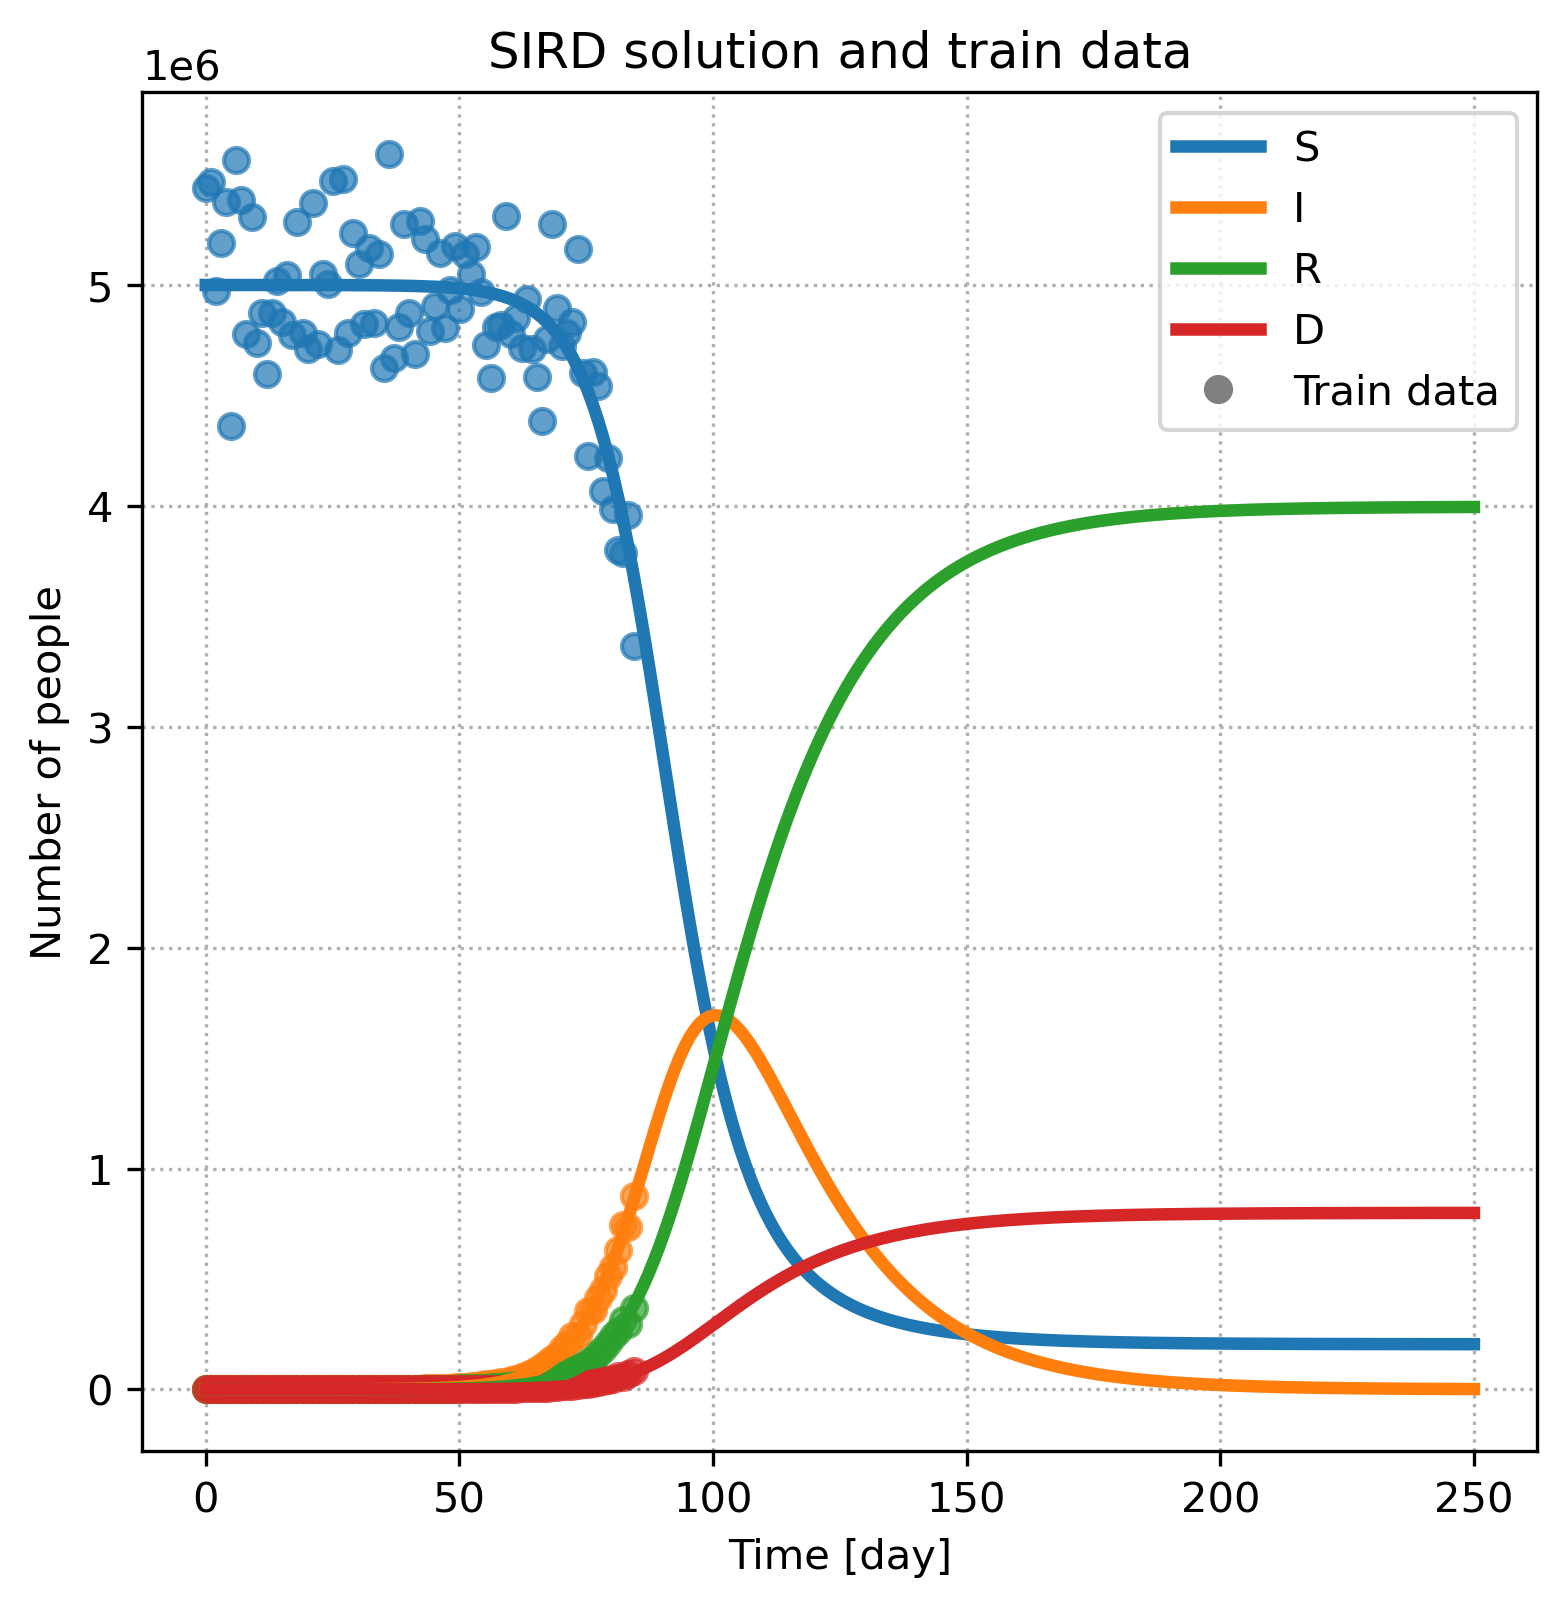 SIRD solution and train data
1e6
S
I
R
D
Train data
5
4
3
2
1
0
Number of people
0 50 100 150 200 250
Time [day]